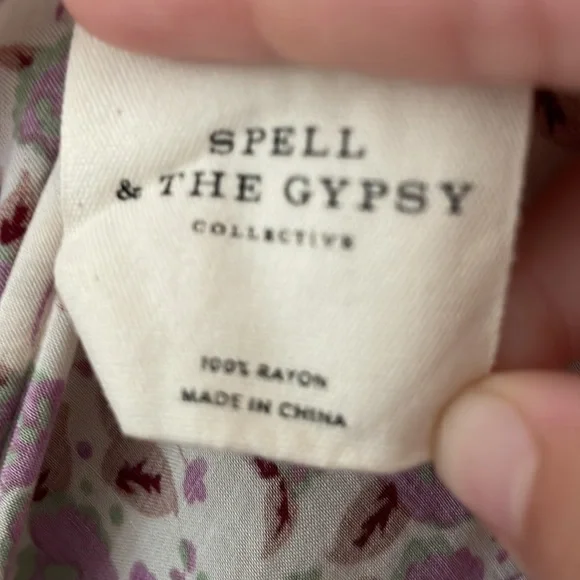 SPELL
& THE GYPSY
COLLECTIVE
100% RAYON
MADE IN CHINA